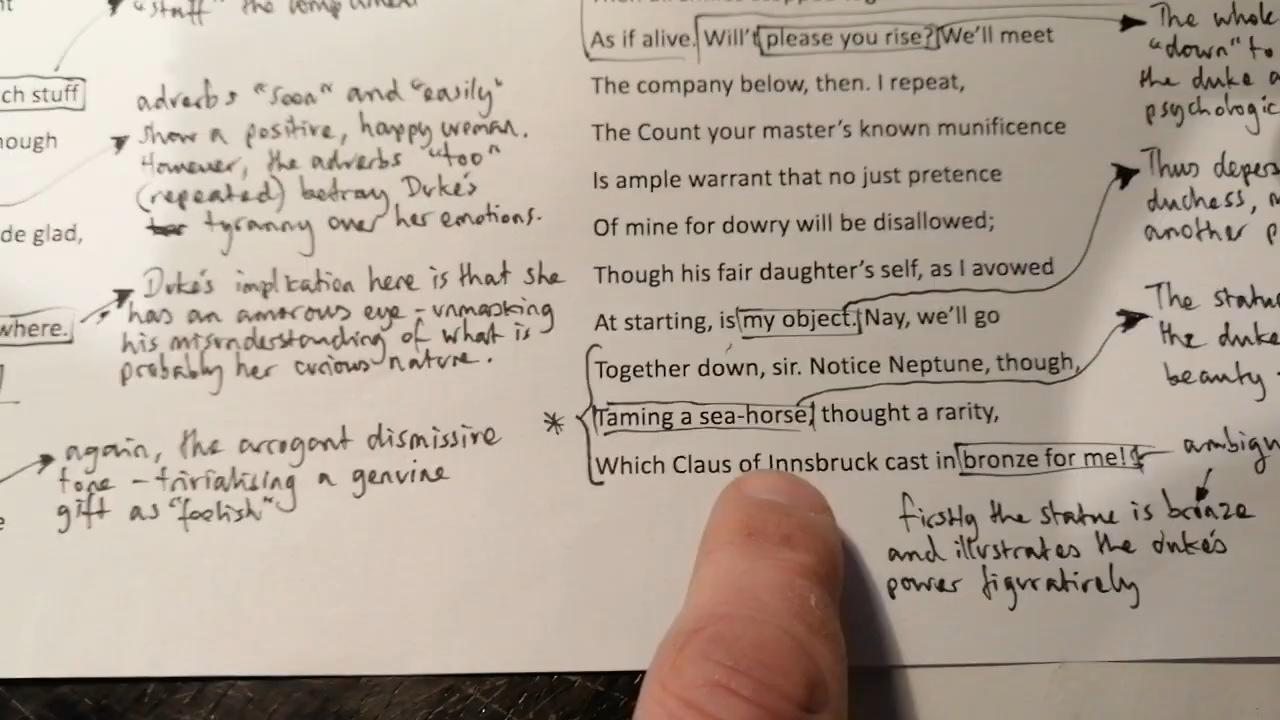 "stuff" the
ch stuff
hough
de glad,
where.
adverbs "soon" and "easily"
show a positive, happy woman.
However, the adverbs "too"
(repeated) betray Duke's
tyranny over her emotions.
Duke's implication here is that she
has an amorous eye - unmasking
his misunderstanding of what is
probably her curious nature.
again, the arrogant dismissive
tone - trivialising a genuine
gift as "foolish"
As if alive. Will't please you rise? We'll meet
The company below, then. I repeat,
The Count your master's known munificence
Is ample warrant that no just pretence
Of mine for dowry will be disallowed;
Though his fair daughter's self, as I avowed
At starting, is my object. Nay, we'll go
Together down, sir. Notice Neptune, though,
* Taming a sea-horse, thought a rarity,
Which Claus of Innsbruck cast in bronze for me!
The whole
"down" to
the duke a
psychologic
Thus depers
duchess,
another p
The statu
the duke
beauty
ambigu
firstly the statue is bronze
and illustrates the duke's
power figuratively